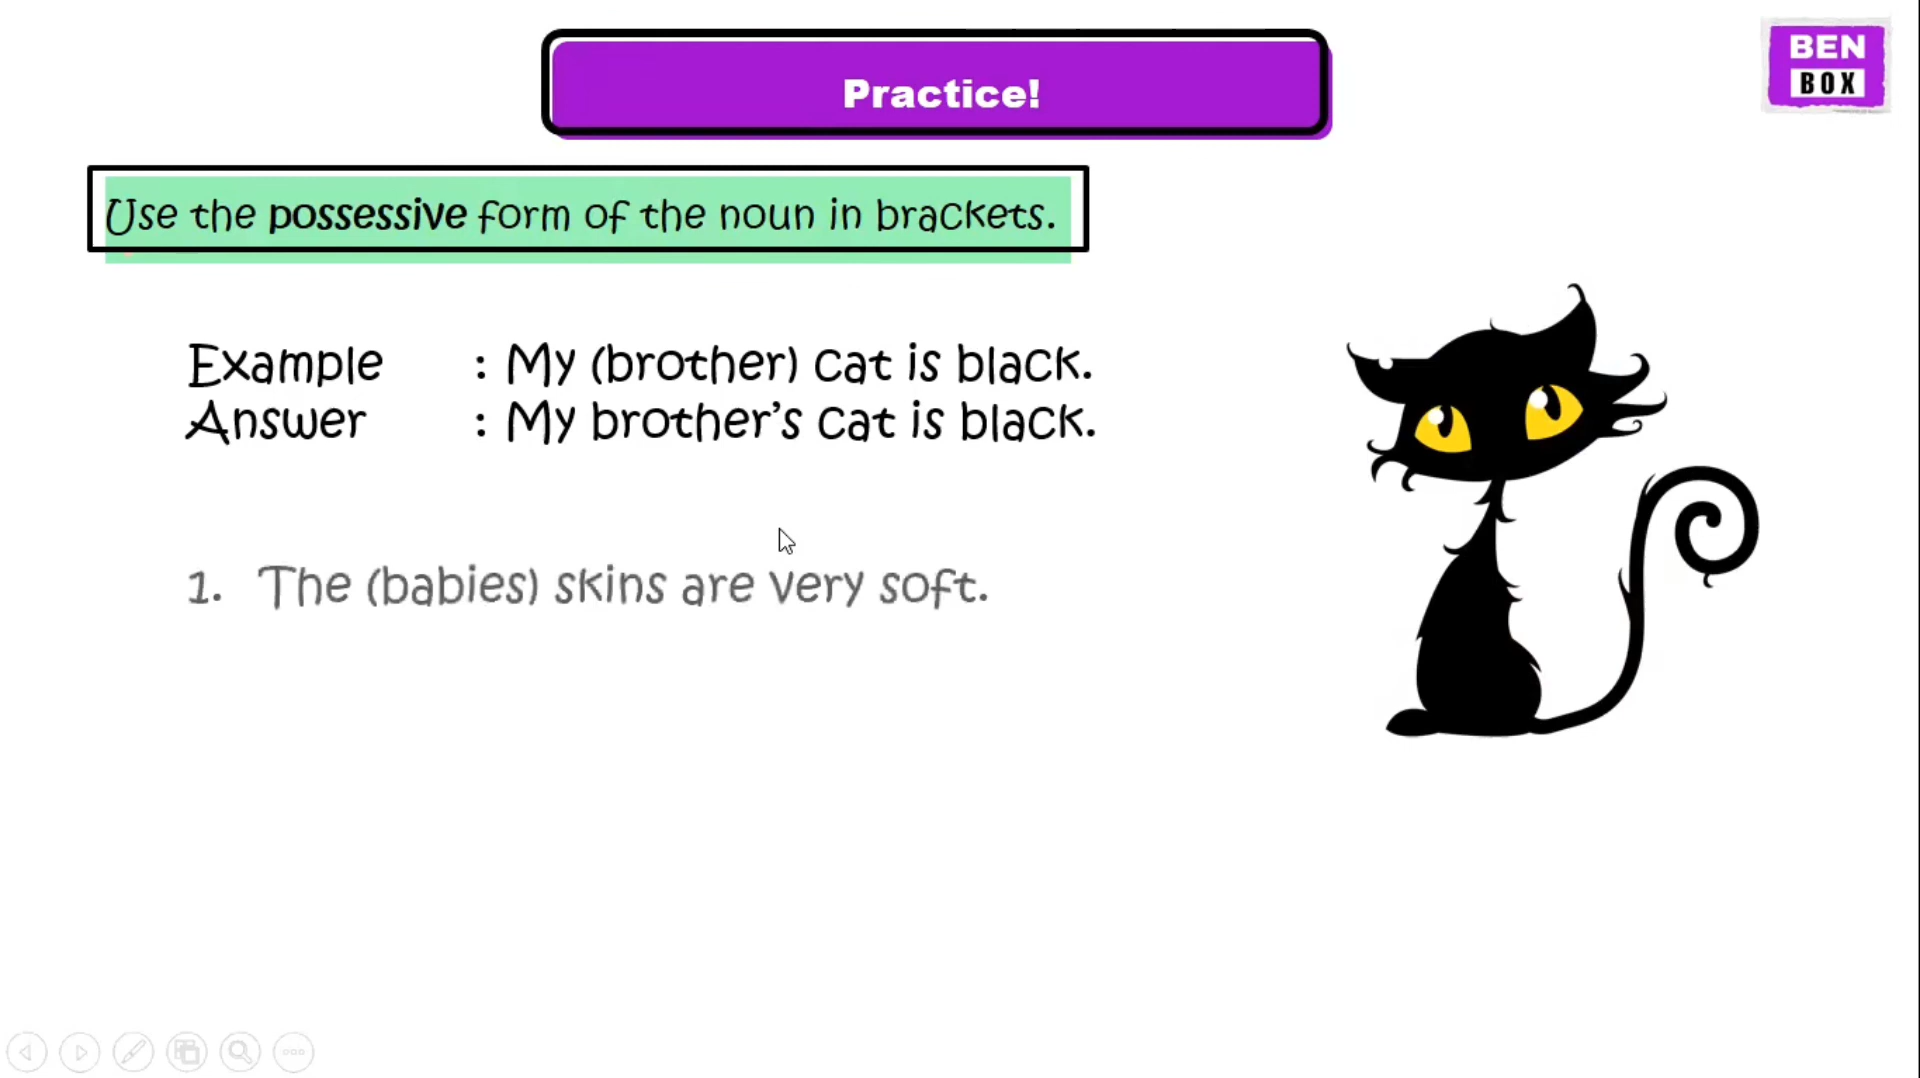 Practice!
BEN
BOX
Use the possessive form of the noun in brackets.
Example : My (brother) cat is black.
Answer : My brother’s cat is black.
1. The (babies) skins are very soft.